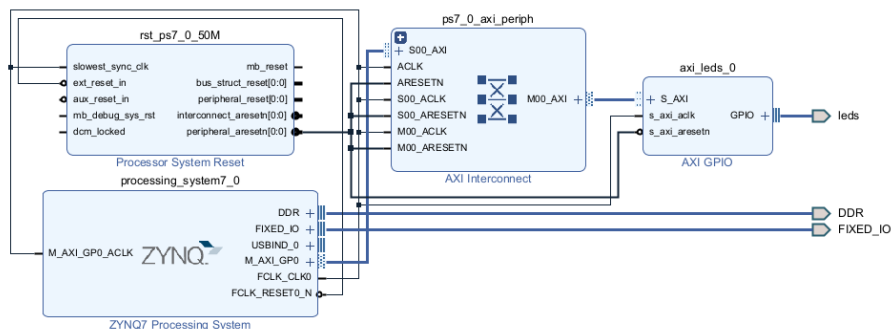 rst_ps7_0_50M
slowest_sync_clk
ext_reset_in
aux_reset_in
mb_debug_sys_rst
dcm_locked
mb_reset
bus_struct_reset[0:0]
peripheral_reset[0:0]
interconnect_aresetn[0:0]
peripheral_aresetn[0:0]
Processor System Reset
ps7_0_axi_periph
S00_AXI
ACLK
ARESETN
S00_ACLK
S00_ARESETN
M00_ACLK
M00_ARESETN
M00_AXI
AXI Interconnect
axi_leds_0
S_AXI
s_axi_aclk
s_axi_aresetn
GPIO
AXI GPIO
leds
processing_system7_0
M_AXI_GP0_ACLK
ZYNQ
DDR
FIXED_IO
USBIND_0
M_AXI_GP0
FCLK_CLK0
FCLK_RESET0_N
ZYNQ7 Processing System
DDR
FIXED_IO